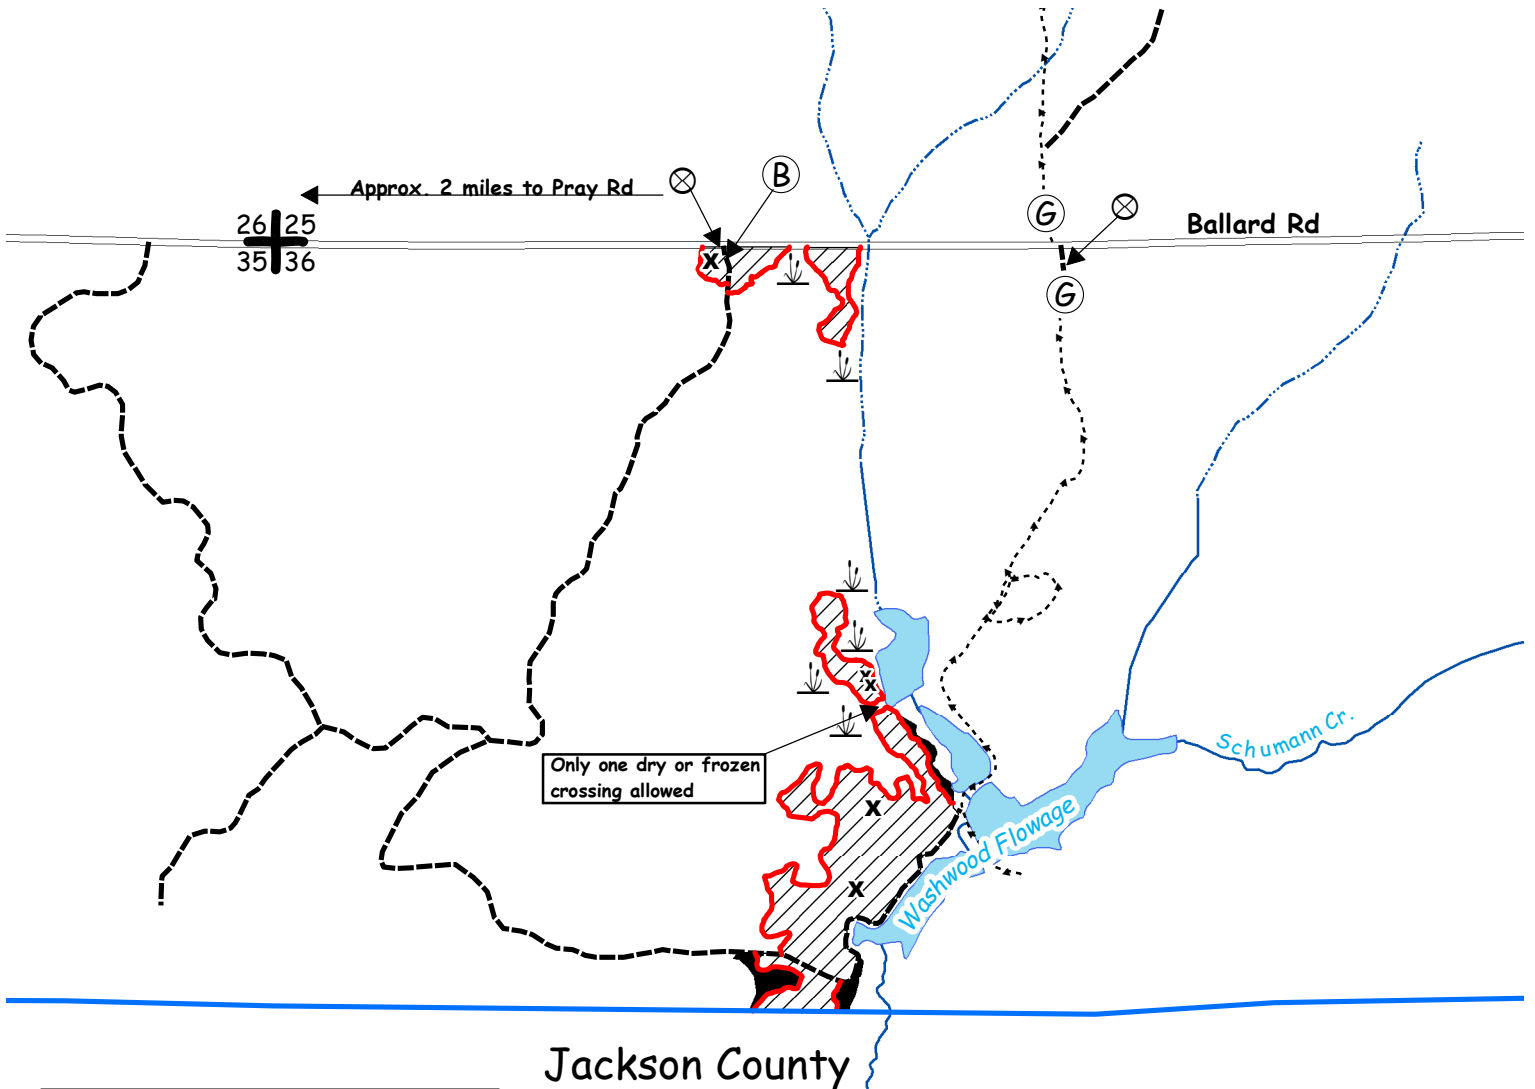 Approx. 2 miles to Pray Rd
B
G
Ballard Rd
26 25
35 36
x
G
x
x
Only one dry or frozen
crossing allowed
Schumann Cr.
x
Washwood Flowage
x
Jackson County